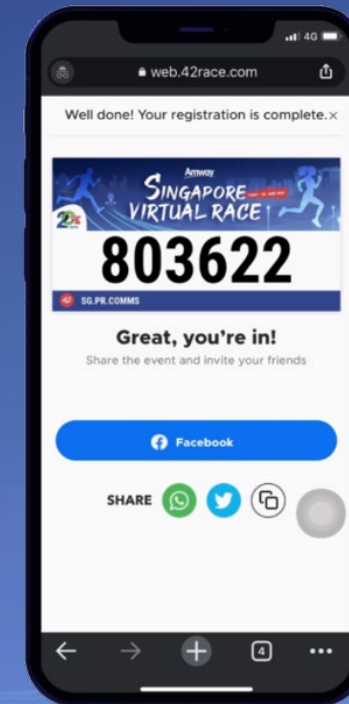 4G
web.42race.com
Well done! Your registration is complete.×
Amway
SINGAPORE
VIRTUAL RACE
803622
42
SG.PR.COMMS
Great, you're in!
Share the event and invite your friends
Facebook
SHARE
4